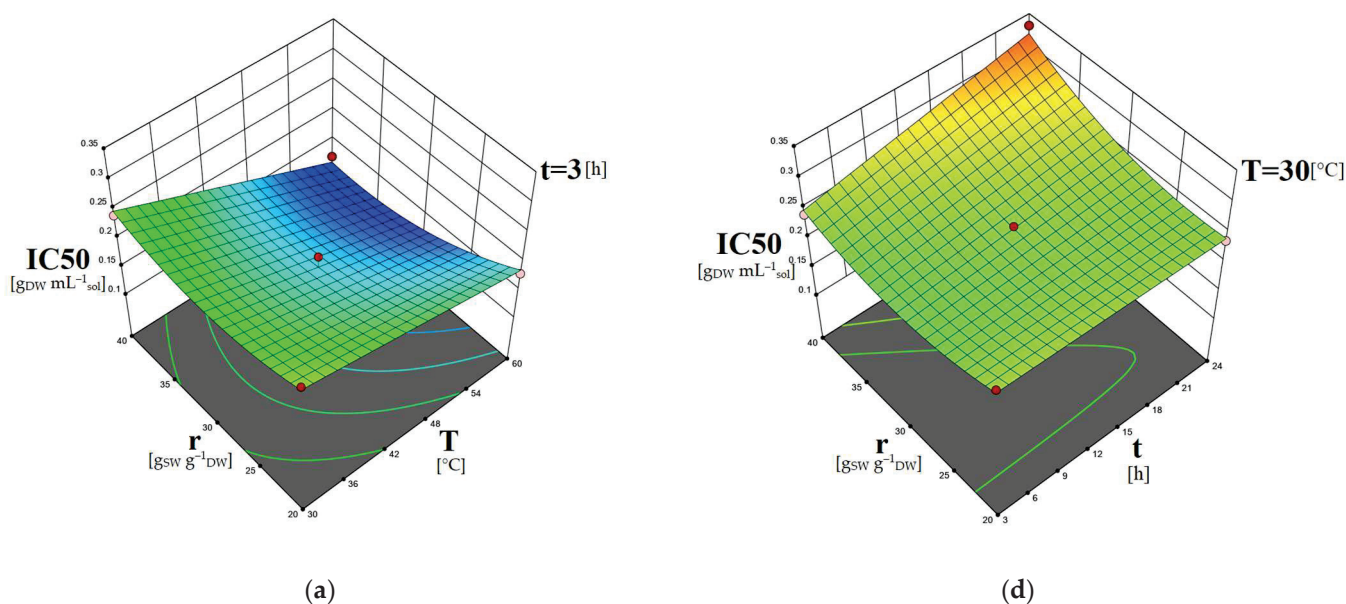 0.35
0.3
0.25
0.2
0.15
0.1
IC50
[gDW mL⁻¹sol]
t=3 [h]
40
35
30
25
20
r
[gSW g⁻¹DW]
30
36
42
48
54
60
T
[°C]
(a)
0.35
0.3
0.25
0.2
0.15
0.1
IC50
[gDW mL⁻¹sol]
T=30[°C]
40
35
30
25
20
r
[gSW g⁻¹DW]
3
6
9
12
15
18
21
24
t
[h]
(d)